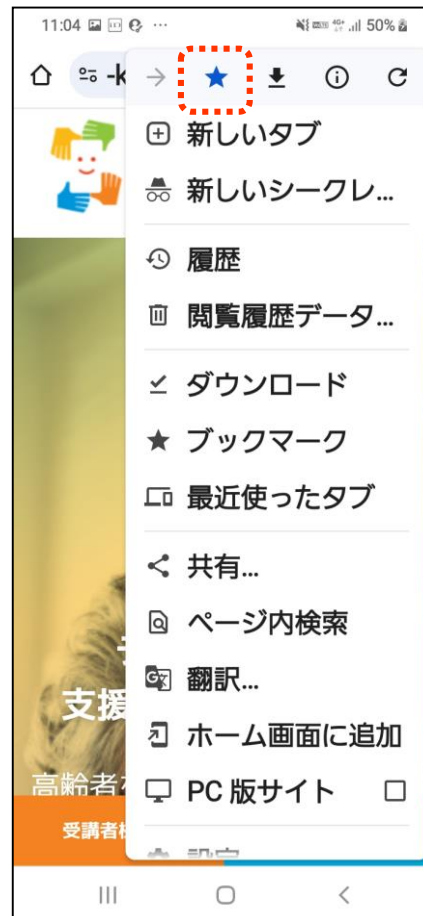 11:04 50%
-k
新しいタブ
新しいシークレ...
履歴
閲覧履歴データ...
ダウンロード
ブックマーク
最近使ったタブ
共有...
ページ内検索
翻訳...
ホーム画面に追加
支援
PC 版サイト
高齢者
受講者
設定